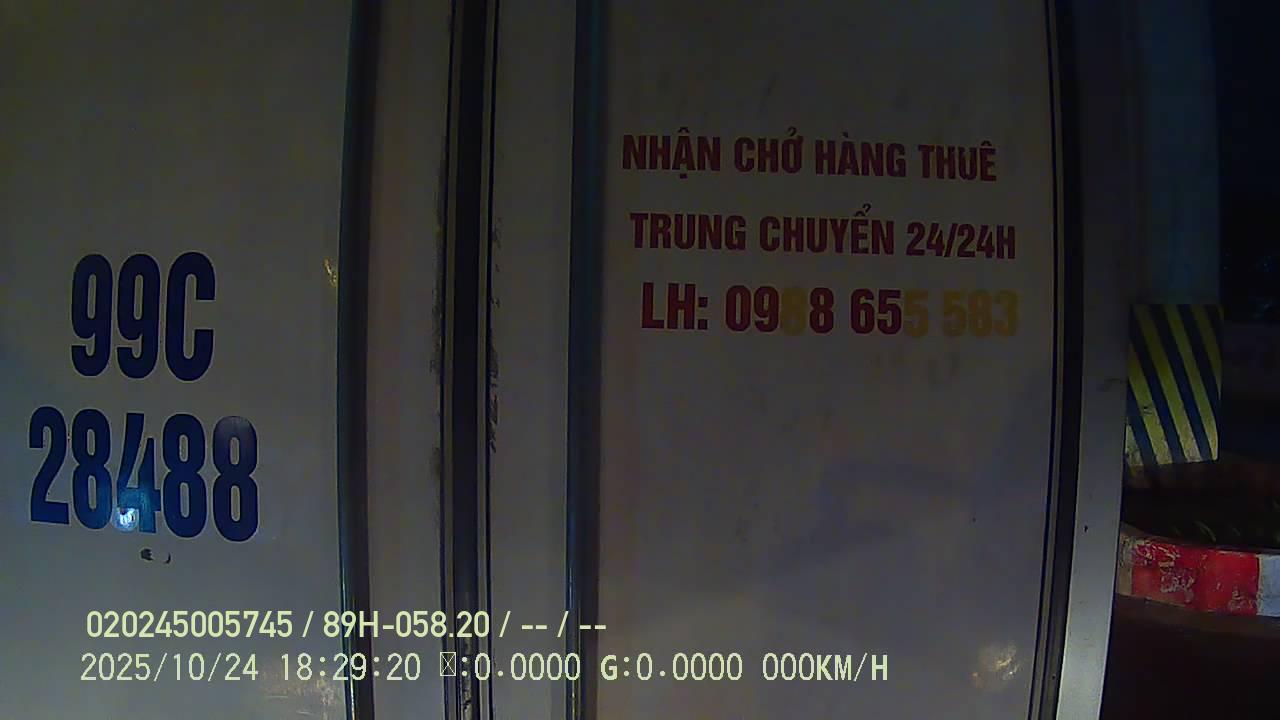 99C
28488
NHẬN CHỞ HÀNG THUÊ
TRUNG CHUYỂN 24/24H
LH: 0988 655 583
020245005745 / 89H-058.20 / -- / --
2025/10/24 18:29:20 :0.0000 G:0.0000 000KM/H